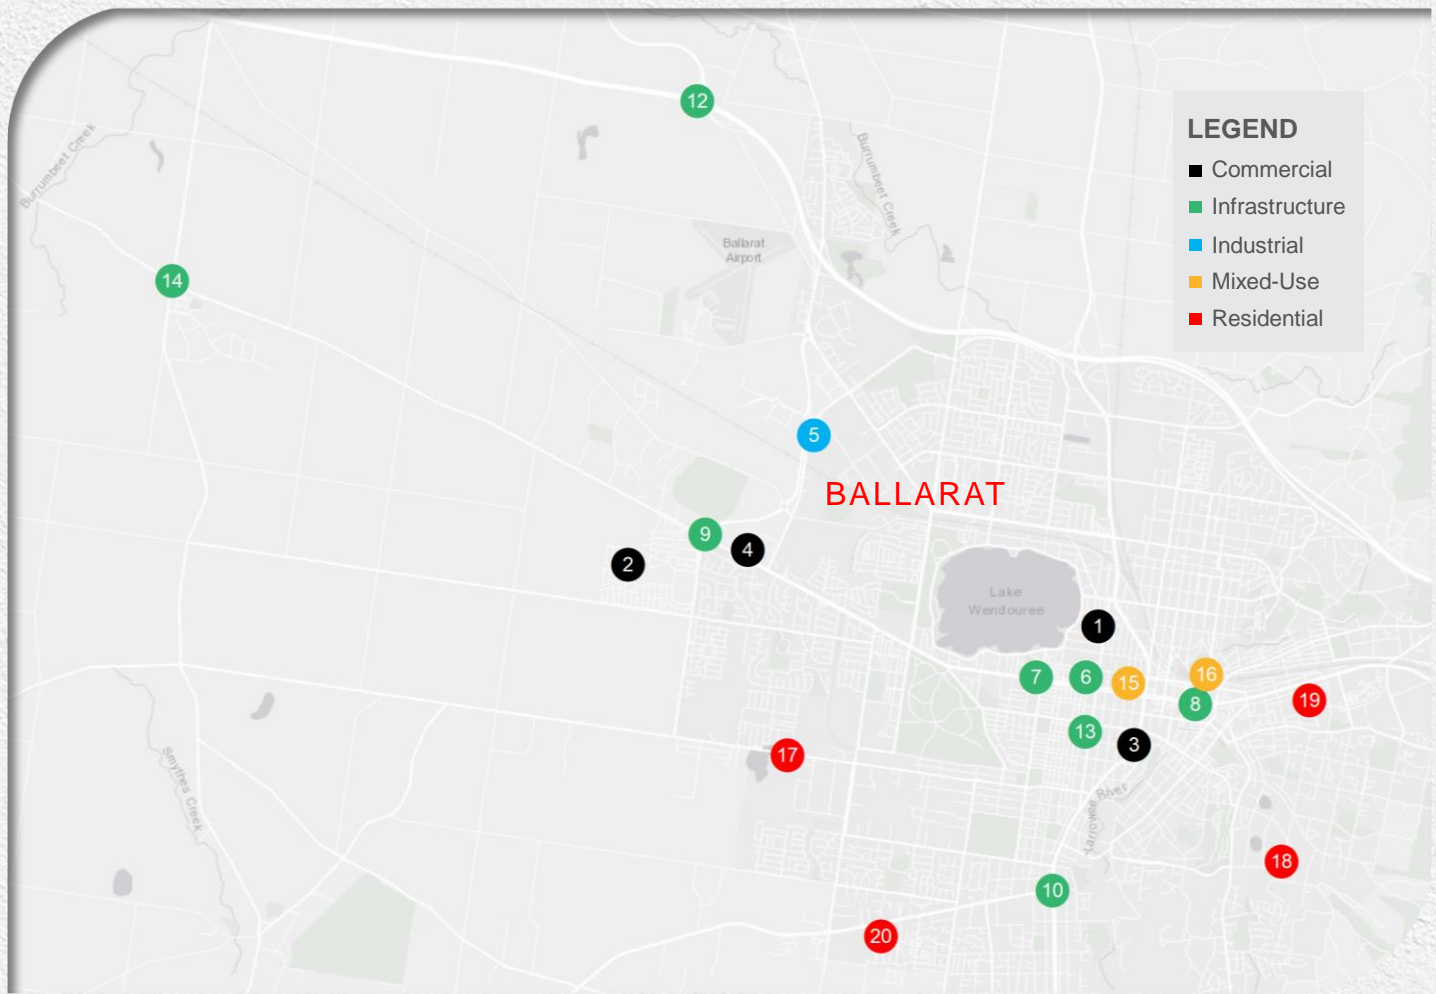 12
LEGEND
Commercial
Infrastructure
Industrial
Mixed-Use
Residential
Burrumbeet Creek
Burrumbeet Creek
Ballarat
Airport
14
5
BALLARAT
9
4
2
Lake
Wendouree
1
7
6
15
16
8
19
13
3
17
Yarrowee River
Smythes Creek
18
10
20